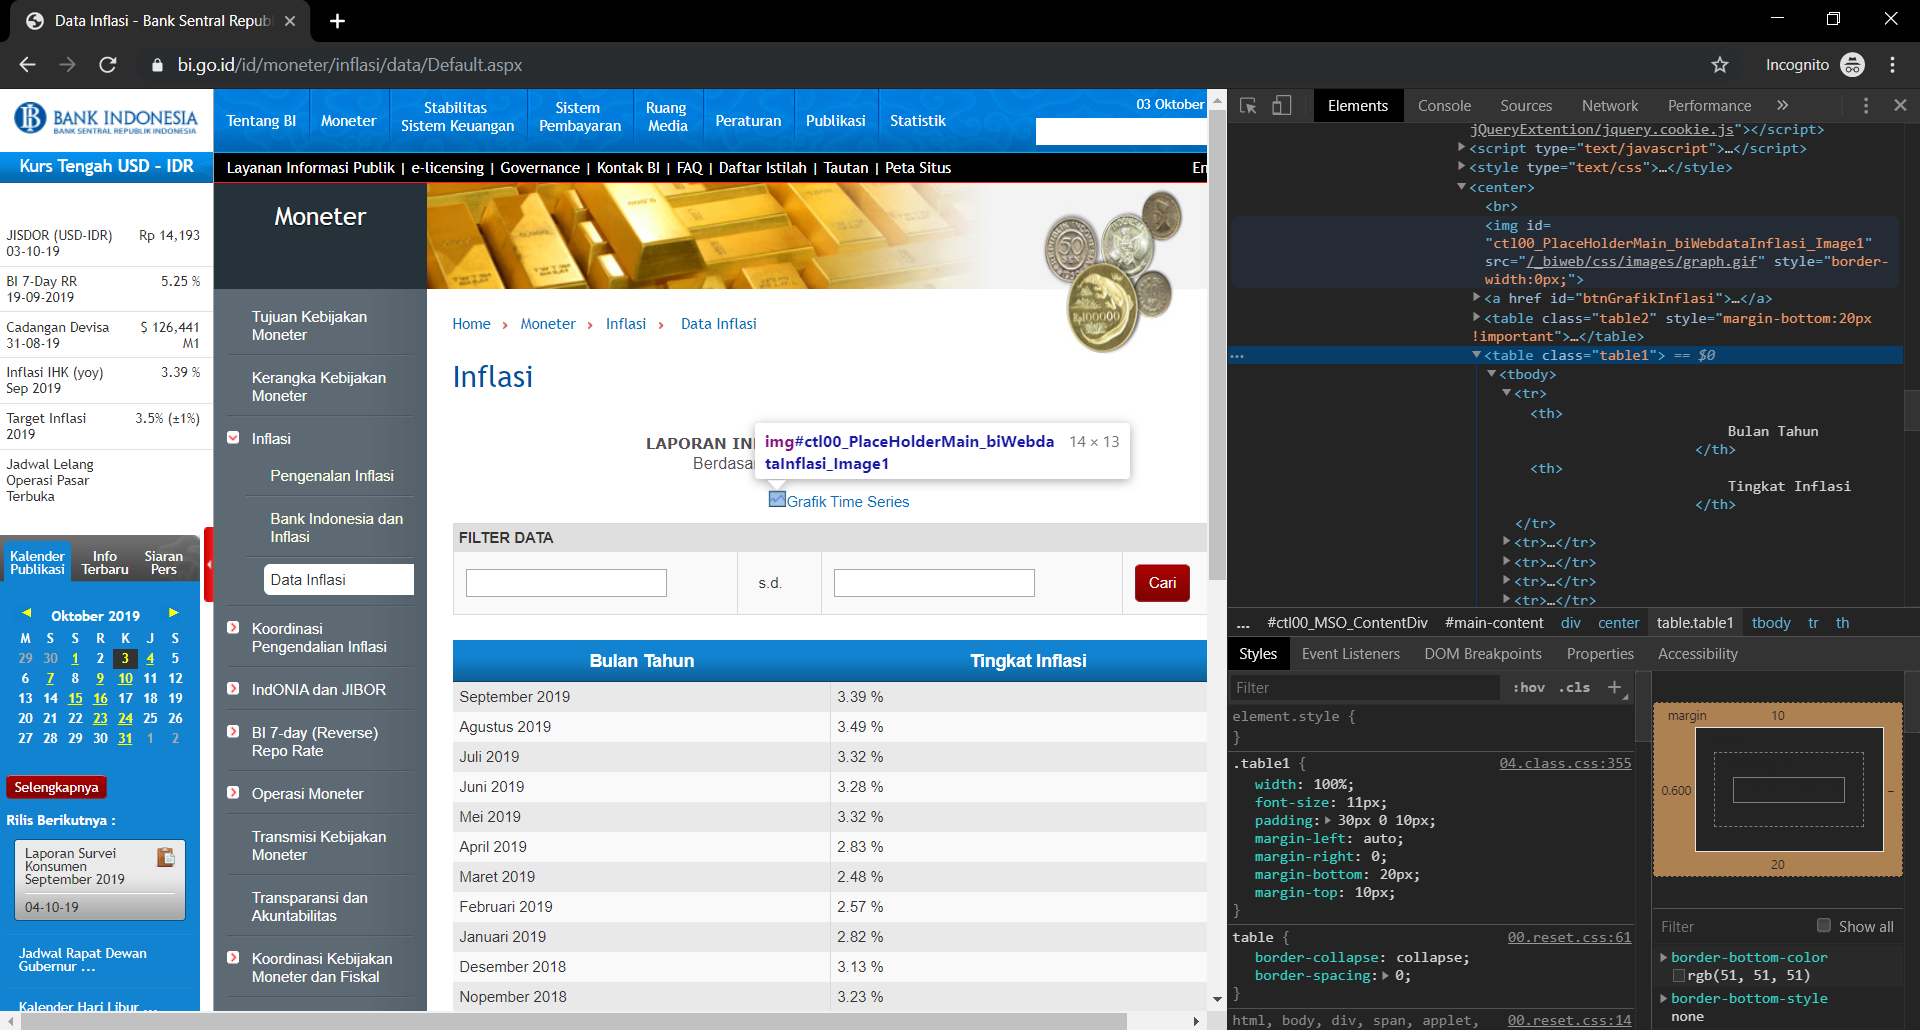 Data Inflasi - Bank Sentral Republ
bi.go.id/id/moneter/inflasi/data/Default.aspx
Incognito
BANK INDONESIA
BANK SENTRAL REPUBLIK INDONESIA
Tentang BI
Moneter
Stabilitas
Sistem Keuangan
Sistem
Pembayaran
Ruang
Media
Peraturan
Publikasi
Statistik
03 Oktober
Kurs Tengah USD - IDR
Layanan Informasi Publik | e-licensing | Governance | Kontak BI | FAQ | Daftar Istilah | Tautan | Peta Situs
En
JISDOR (USD-IDR) Rp 14,193
03-10-19
BI 7-Day RR 5.25 %
19-09-2019
Cadangan Devisa $ 126,441
31-08-19 M1
Inflasi IHK (yoy) 3.39 %
Sep 2019
Target Inflasi 3.5% (±1%)
2019
Jadwal Lelang
Operasi Pasar
Terbuka
Kalender
Publikasi
Info
Terbaru
Siaran
Pers
Oktober 2019
M S S R K J S
29 30 1 2 3 4 5
6 7 8 9 10 11 12
13 14 15 16 17 18 19
20 21 22 23 24 25 26
27 28 29 30 31 1 2
Selengkapnya
Rilis Berikutnya :
Laporan Survei
Konsumen
September 2019
04-10-19
Jadwal Rapat Dewan
Gubernur ...
Kalender Hari Libur ...
Moneter
Tujuan Kebijakan
Moneter
Kerangka Kebijakan
Moneter
Inflasi
Pengenalan Inflasi
Bank Indonesia dan
Inflasi
Data Inflasi
Koordinasi
Pengendalian Inflasi
IndONIA dan JIBOR
BI 7-day (Reverse)
Repo Rate
Operasi Moneter
Transmisi Kebijakan
Moneter
Transparansi dan
Akuntabilitas
Koordinasi Kebijakan
Moneter dan Fiskal
50
Rp100000
Home > Moneter > Inflasi > Data Inflasi
Inflasi
LAPORAN IN
Berdasa
img#ctl00_PlaceHolderMain_biWebda 14 × 13
taInflasi_Image1
Grafik Time Series
FILTER DATA
s.d.
Cari
Bulan Tahun Tingkat Inflasi
September 2019 3.39 %
Agustus 2019 3.49 %
Juli 2019 3.32 %
Juni 2019 3.28 %
Mei 2019 3.32 %
April 2019 2.83 %
Maret 2019 2.48 %
Februari 2019 2.57 %
Januari 2019 2.82 %
Desember 2018 3.13 %
Nopember 2018 3.23 %
Elements Console Sources Network Performance »
jQueryExtention/jquery.cookie.js"></script>
<script type="text/javascript">…</script>
<style type="text/css">…</style>
<center>
<br>
<img id=
"ctl00_PlaceHolderMain_biWebdataInflasi_Image1"
src="/_biweb/css/images/graph.gif" style="border-
width:0px;">
<a href id="btnGrafikInflasi">…</a>
<table class="table2" style="margin-bottom:20px
!important">…</table>
... <table class="table1"> == $0
<tbody>
<tr>
<th>
Bulan Tahun
</th>
<th>
Tingkat Inflasi
</th>
</tr>
<tr>…</tr>
<tr>…</tr>
<tr>…</tr>
<tr>…</tr>
... #ctl00_MSO_ContentDiv #main-content div center table.table1 tbody tr th
Styles Event Listeners DOM Breakpoints Properties Accessibility
Filter :hov .cls +
element.style {
}
.table1 { 04.class.css:355
width: 100%;
font-size: 11px;
padding: 30px 0 10px;
margin-left: auto;
margin-right: 0;
margin-bottom: 20px;
margin-top: 10px;
}
table { 00.reset.css:61
border-collapse: collapse;
border-spacing: 0;
}
html, body, div, span, applet, 00.reset.css:14
margin 10
0.600 –
20
Filter Show all
border-bottom-color
rgb(51, 51, 51)
border-bottom-style
none